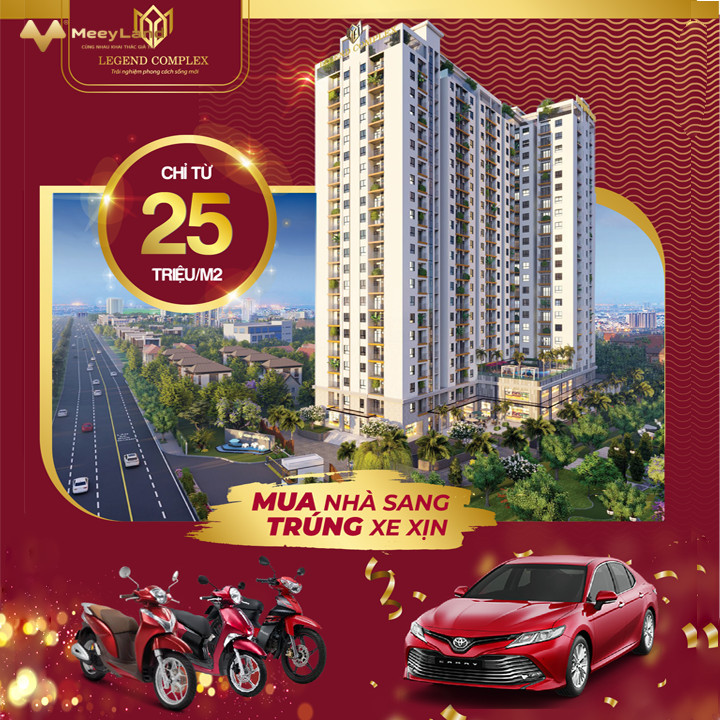 MeeyLand
CÙNG NHAU KHAI THÁC GIÁ TRỊ
LEGEND COMPLEX
Trải nghiệm phong cách sống mới
CHỈ TỪ
25
TRIỆU/M2
MUA NHÀ SANG
TRÚNG XE XỊN
CAMRY